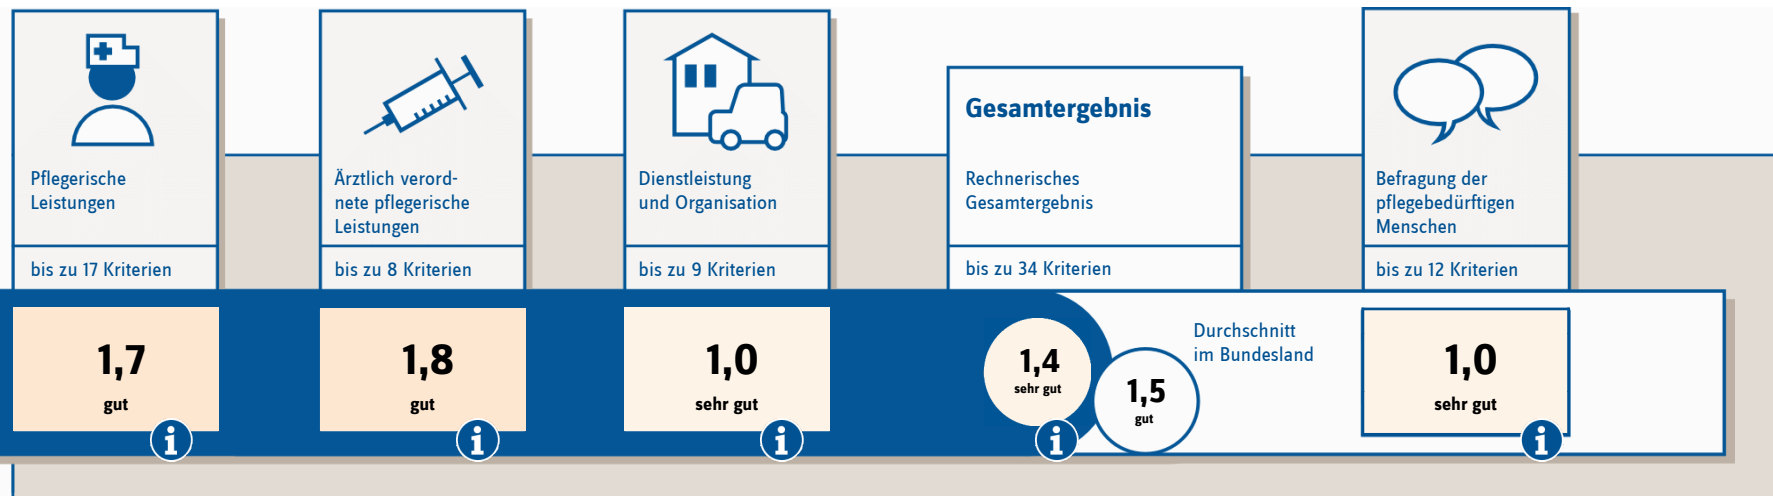 Pflegerische
Leistungen
bis zu 17 Kriterien
1,7
gut
i
Ärztlich verord-
nete pflegerische
Leistungen
bis zu 8 Kriterien
1,8
gut
i
Dienstleistung
und Organisation
bis zu 9 Kriterien
1,0
sehr gut
i
Gesamtergebnis
Rechnerisches
Gesamtergebnis
bis zu 34 Kriterien
1,4
sehr gut
i
1,5
gut
Durchschnitt
im Bundesland
Befragung der
pflegebedürftigen
Menschen
bis zu 12 Kriterien
1,0
sehr gut
i